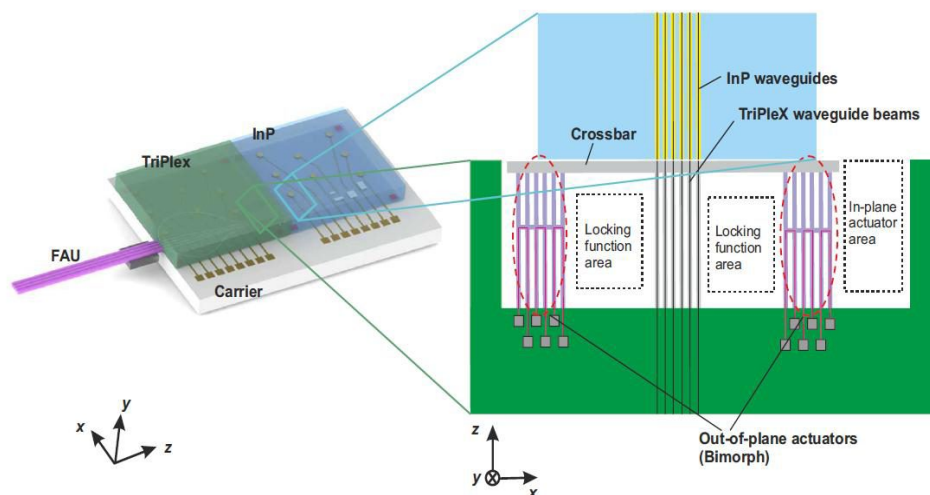 InP
TriPlex
FAU
Carrier
y
x
z
InP waveguides
TriPLeX waveguide beams
Crossbar
Locking
function
area
Locking
function
area
In-plane
actuator
area
Out-of-plane actuators
(Bimorph)
z
y
x